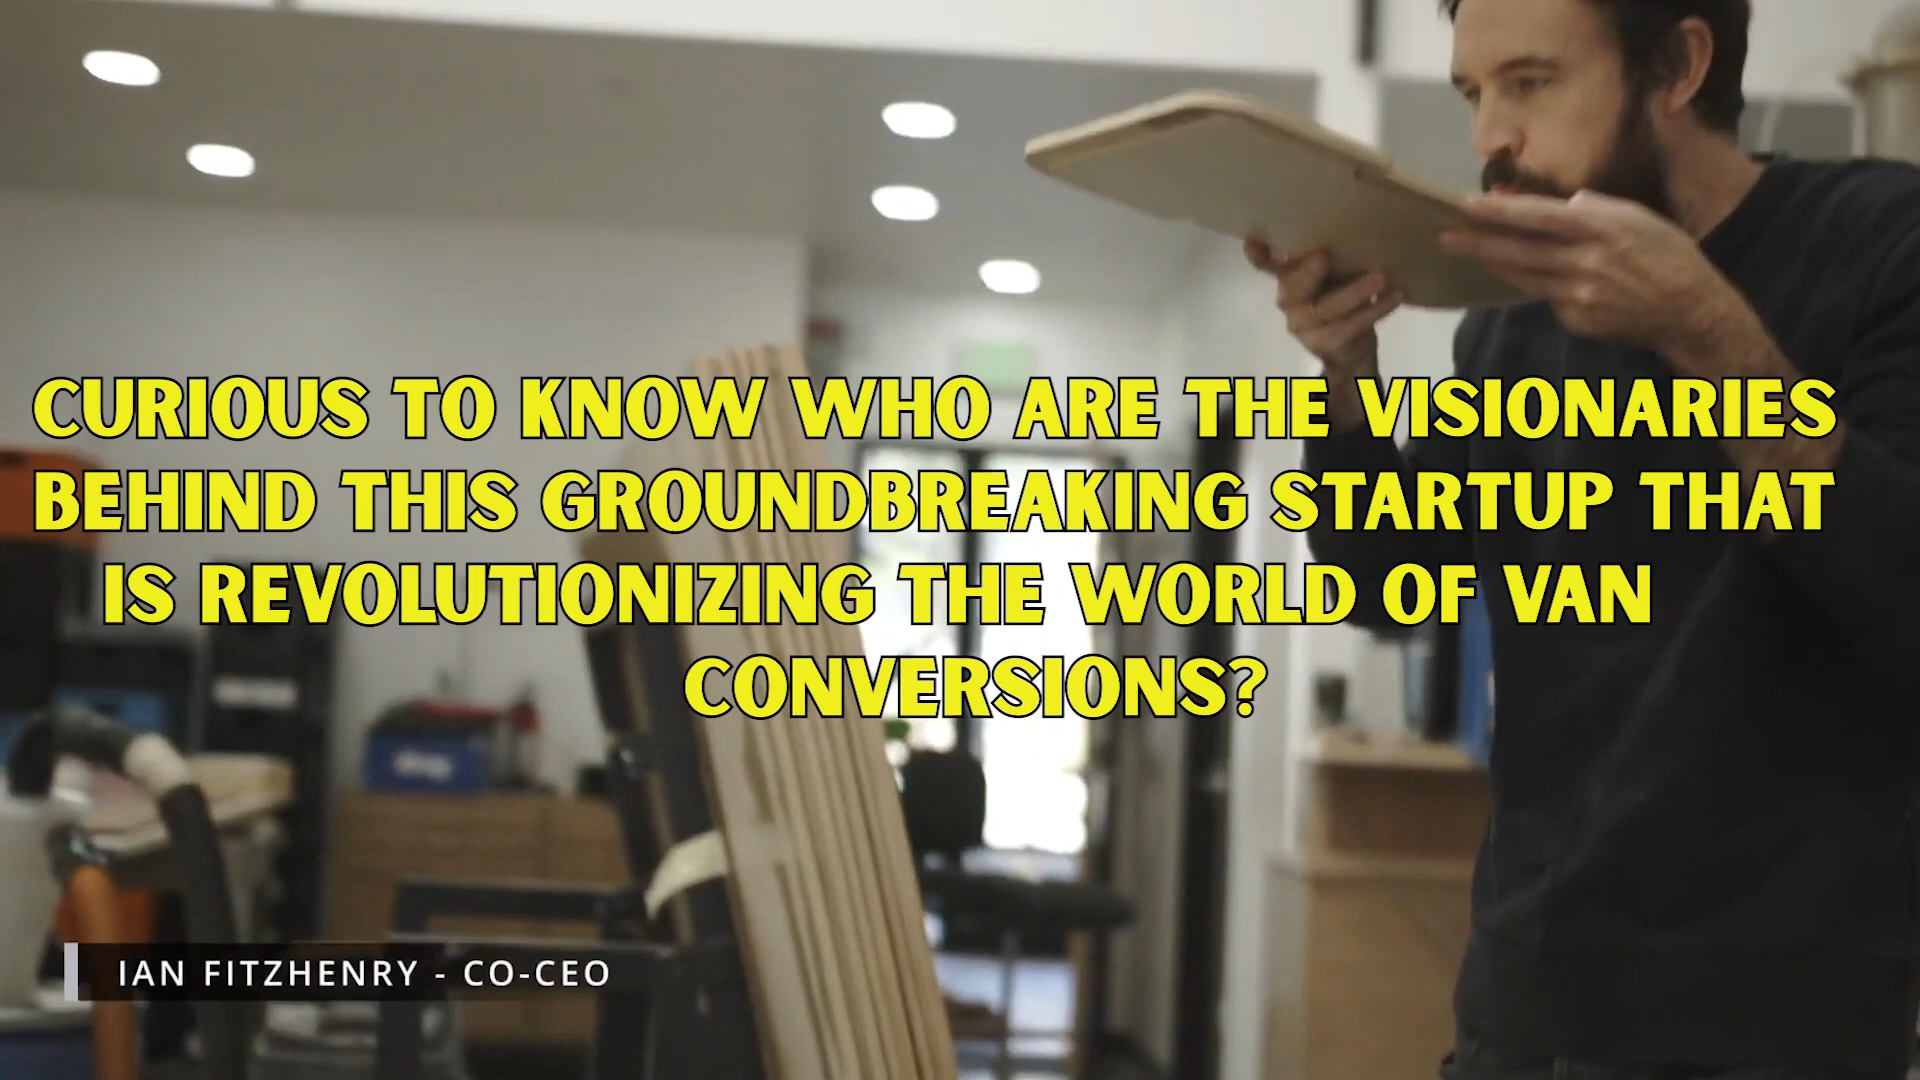 CURIOUS TO KNOW WHO ARE THE VISIONARIES
BEHIND THIS GROUNDBREAKING STARTUP THAT
IS REVOLUTIONIZING THE WORLD OF VAN
CONVERSIONS?
IAN FITZHENRY - CO-CEO